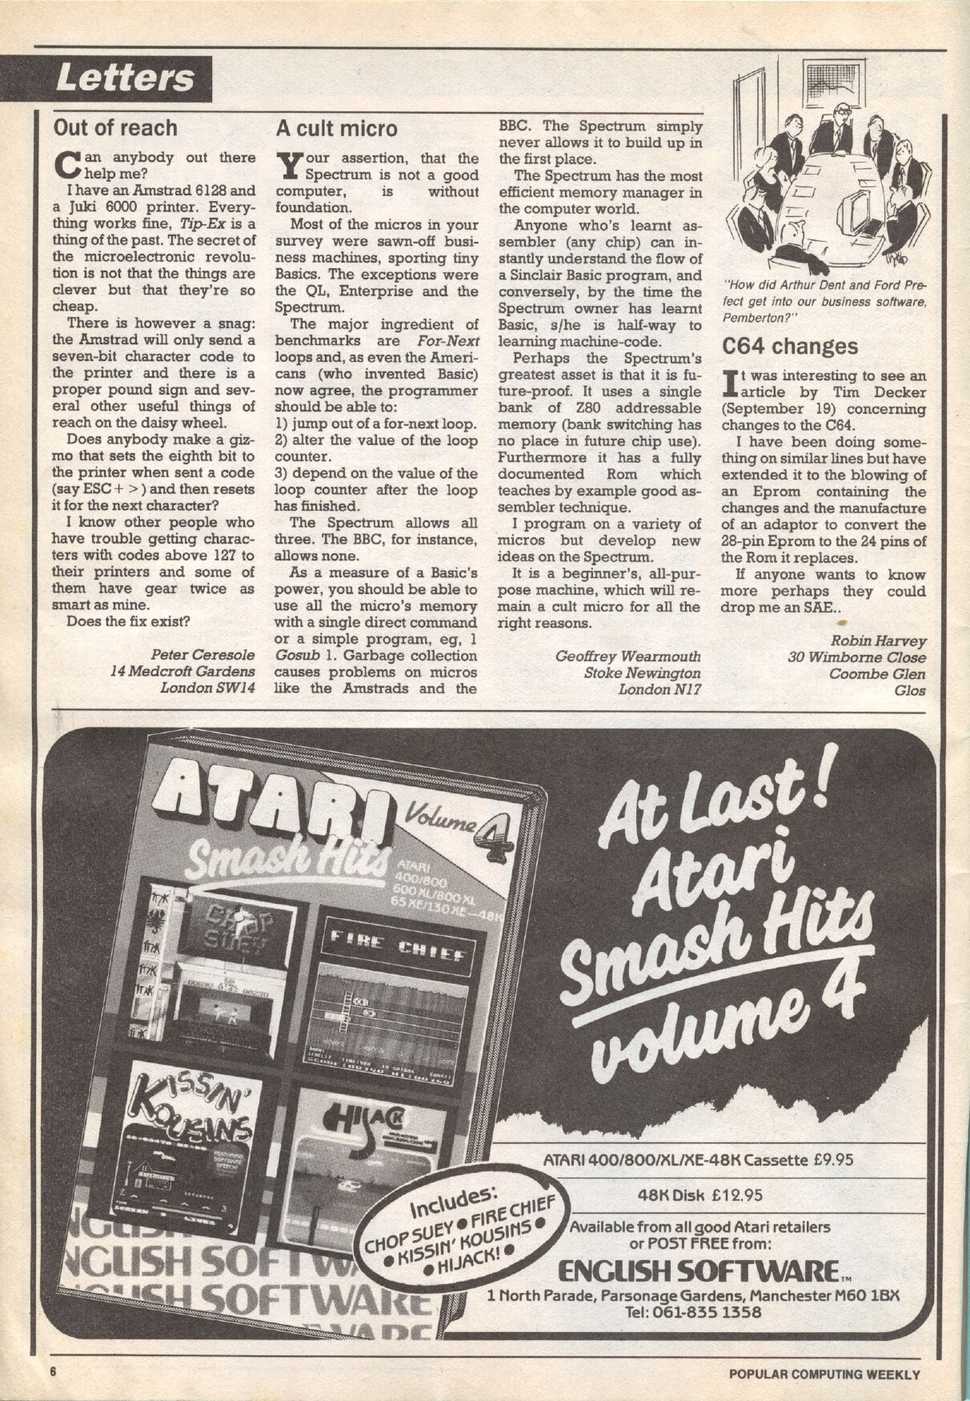 Letters
Out of reach
Can anybody out there
help me?
I have an Amstrad 6128 and
a Juki 6000 printer. Every-
thing works fine, Tip-Ex is a
thing of the past. The secret of
the microelectronic revolu-
tion is not that the things are
clever but that they're so
cheap.
There is however a snag:
the Amstrad will only send a
seven-bit character code to
the printer and there is a
proper pound sign and sev-
eral other useful things of
reach on the daisy wheel.
Does anybody make a giz-
mo that sets the eighth bit to
the printer when sent a code
(say ESC + >) and then resets
it for the next character?
I know other people who
have trouble getting charac-
ters with codes above 127 to
their printers and some of
them have gear twice as
smart as mine.
Does the fix exist?
Peter Ceresole
14 Medcroft Gardens
London SW14
A cult micro
Your assertion, that the
Spectrum is not a good
computer, is without
foundation.
Most of the micros in your
survey were sawn-off busi-
ness machines, sporting tiny
Basics. The exceptions were
the QL, Enterprise and the
Spectrum.
The major ingredient of
benchmarks are For-Next
loops and, as even the Ameri-
cans (who invented Basic)
now agree, the programmer
should be able to:
1) jump out of a for-next loop.
2) alter the value of the loop
counter.
3) depend on the value of the
loop counter after the loop
has finished.
The Spectrum allows all
three. The BBC, for instance,
allows none.
As a measure of a Basic's
power, you should be able to
use all the micro's memory
with a single direct command
or a simple program, eg, 1
Gosub 1. Garbage collection
causes problems on micros
like the Amstrads and the
BBC. The Spectrum simply
never allows it to build up in
the first place.
The Spectrum has the most
efficient memory manager in
the computer world.
Anyone who's learnt as-
sembler (any chip) can in-
stantly understand the flow of
a Sinclair Basic program, and
conversely, by the time the
Spectrum owner has learnt
Basic, s/he is half-way to
learning machine-code.
Perhaps the Spectrum's
greatest asset is that it is fu-
ture-proof. It uses a single
bank of Z80 addressable
memory (bank switching has
no place in future chip use).
Furthermore it has a fully
documented Rom which
teaches by example good as-
sembler technique.
I program on a variety of
micros but develop new
ideas on the Spectrum.
It is a beginner's, all-pur-
pose machine, which will re-
main a cult micro for all the
right reasons.
Geoffrey Wearmouth
Stoke Newington
London N17
"How did Arthur Dent and Ford Pre-
fect get into our business software,
Pemberton?"
C64 changes
It was interesting to see an
article by Tim Decker
(September 19) concerning
changes to the C64.
I have been doing some-
thing on similar lines but have
extended it to the blowing of
an Eprom containing the
changes and the manufacture
of an adaptor to convert the
28-pin Eprom to the 24 pins of
the Rom it replaces.
If anyone wants to know
more perhaps they could
drop me an SAE..
Robin Harvey
30 Wimborne Close
Coombe Glen
Glos
ATARI
Smash Hits
Volume 4
ATARI
400/800
600 XL/800 XL
65 XE/130 XE-48K
CHOP
SUEY
FIRE CHIEF
KISSIN'
KOUSINS
HIJACK
ENGLISH SOFTWARE
ENGLISH SOFTWARE
Includes:
CHOP SUEY ● FIRE CHIEF
● KISSIN' KOUSINS ●
● HIJACK! ●
At Last!
Atari
Smash Hits
volume 4
ATARI 400/800/XL/XE-48K Cassette £9.95
48K Disk £12.95
Available from all good Atari retailers
or POST FREE from:
ENGLISH SOFTWARE™
1 North Parade, Parsonage Gardens, Manchester M60 1BX
Tel: 061-835 1358
6
POPULAR COMPUTING WEEKLY